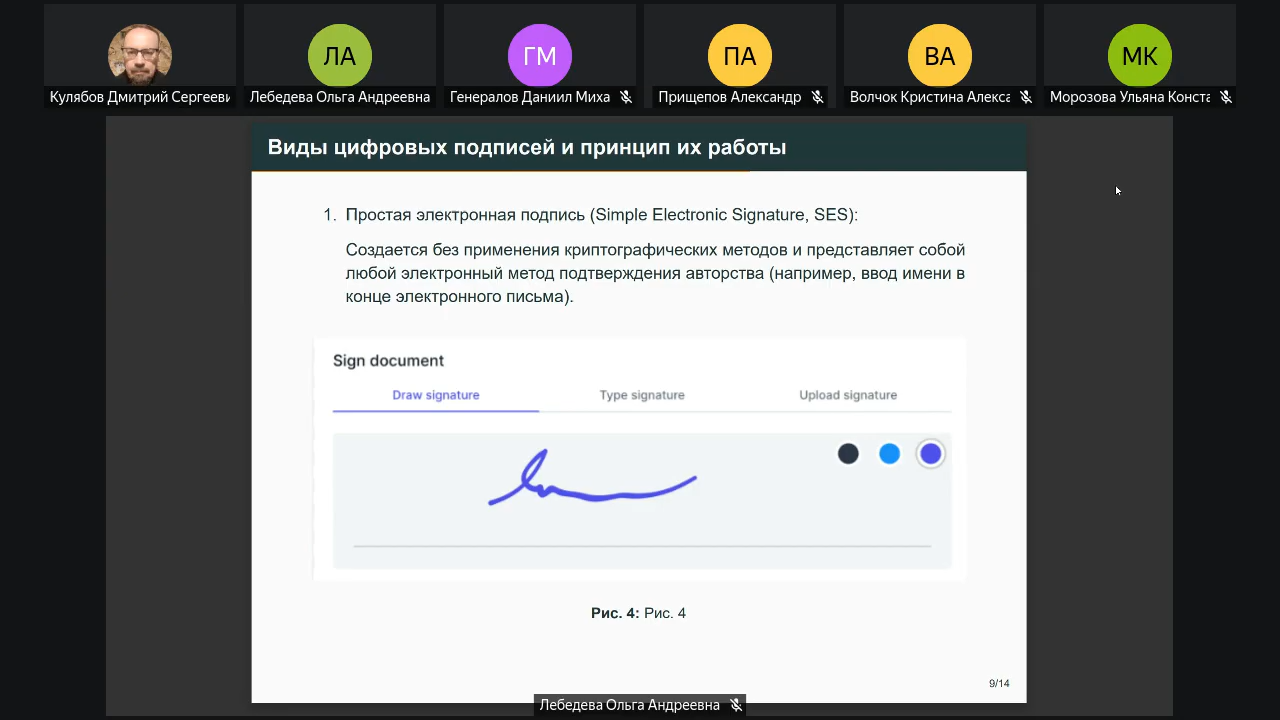 ЛА
ГМ
ПА
ВА
МК
Кулябов Дмитрий Сергееви
Лебедева Ольга Андреевна
Генералов Даниил Миха
Прищепов Александр
Волчок Кристина Алекса
Морозова Ульяна Конста
Виды цифровых подписей и принцип их работы
1. Простая электронная подпись (Simple Electronic Signature, SES):
Создается без применения криптографических методов и представляет собой
любой электронный метод подтверждения авторства (например, ввод имени в
конце электронного письма).
Sign document
Draw signature
Type signature
Upload signature
Рис. 4: Рис. 4
9/14
Лебедева Ольга Андреевна